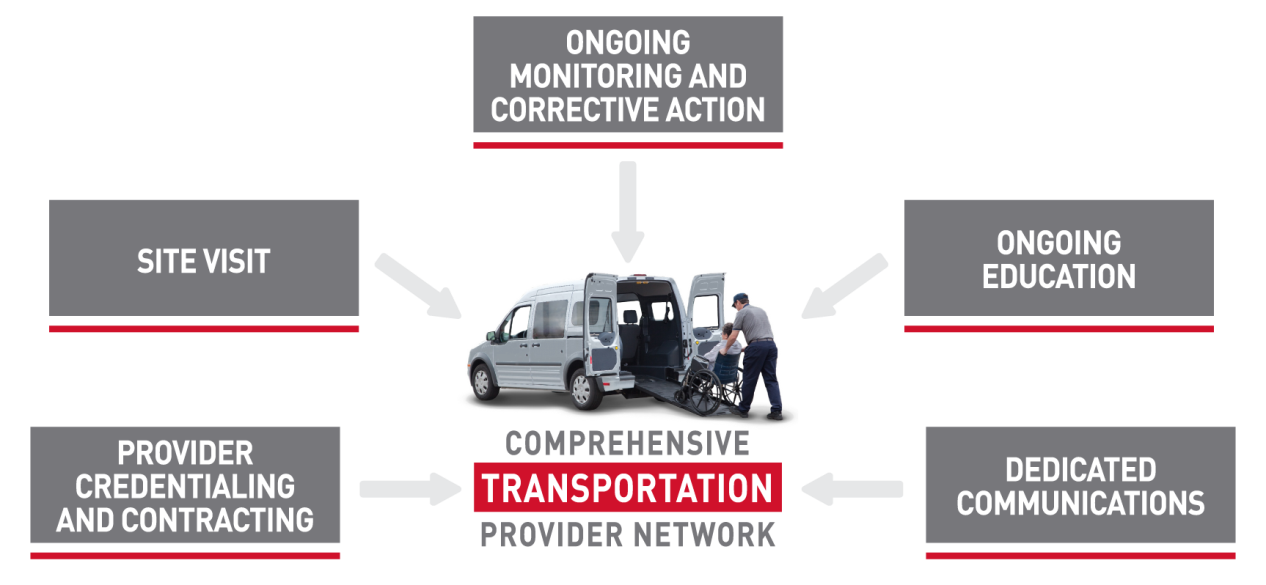 ONGOING
MONITORING AND
CORRECTIVE ACTION
SITE VISIT
ONGOING
EDUCATION
PROVIDER
CREDENTIALING
AND CONTRACTING
COMPREHENSIVE
TRANSPORTATION
PROVIDER NETWORK
DEDICATED
COMMUNICATIONS